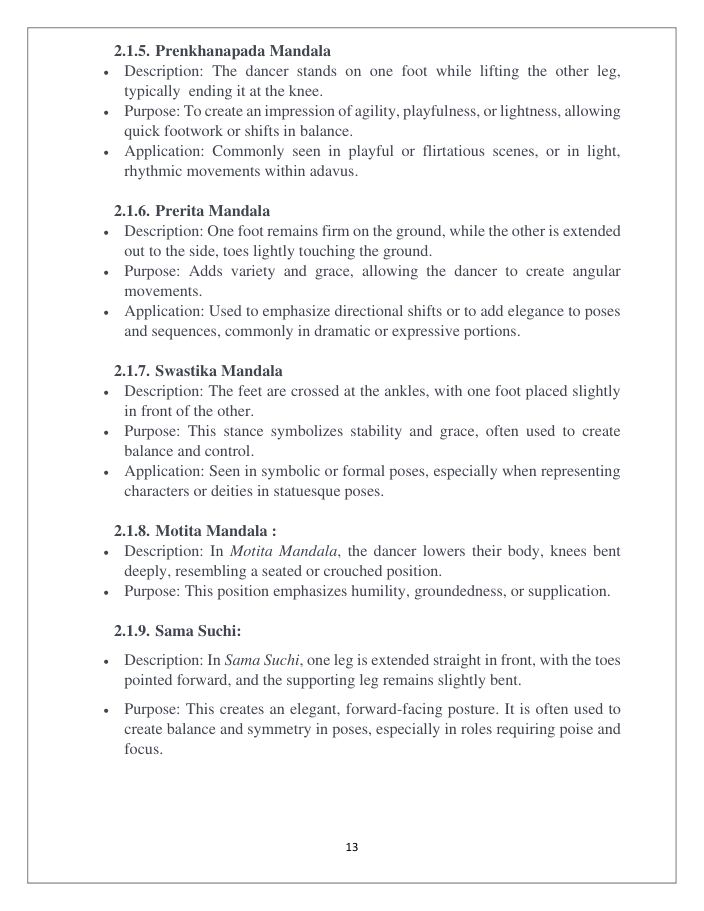 2.1.5. Prenkhanapada Mandala
• Description: The dancer stands on one foot while lifting the other leg,
typically ending it at the knee.
• Purpose: To create an impression of agility, playfulness, or lightness, allowing
quick footwork or shifts in balance.
• Application: Commonly seen in playful or flirtatious scenes, or in light,
rhythmic movements within adavus.
2.1.6. Prerita Mandala
• Description: One foot remains firm on the ground, while the other is extended
out to the side, toes lightly touching the ground.
• Purpose: Adds variety and grace, allowing the dancer to create angular
movements.
• Application: Used to emphasize directional shifts or to add elegance to poses
and sequences, commonly in dramatic or expressive portions.
2.1.7. Swastika Mandala
• Description: The feet are crossed at the ankles, with one foot placed slightly
in front of the other.
• Purpose: This stance symbolizes stability and grace, often used to create
balance and control.
• Application: Seen in symbolic or formal poses, especially when representing
characters or deities in statuesque poses.
2.1.8. Motita Mandala :
• Description: In Motita Mandala, the dancer lowers their body, knees bent
deeply, resembling a seated or crouched position.
• Purpose: This position emphasizes humility, groundedness, or supplication.
2.1.9. Sama Suchi:
• Description: In Sama Suchi, one leg is extended straight in front, with the toes
pointed forward, and the supporting leg remains slightly bent.
• Purpose: This creates an elegant, forward-facing posture. It is often used to
create balance and symmetry in poses, especially in roles requiring poise and
focus.
13